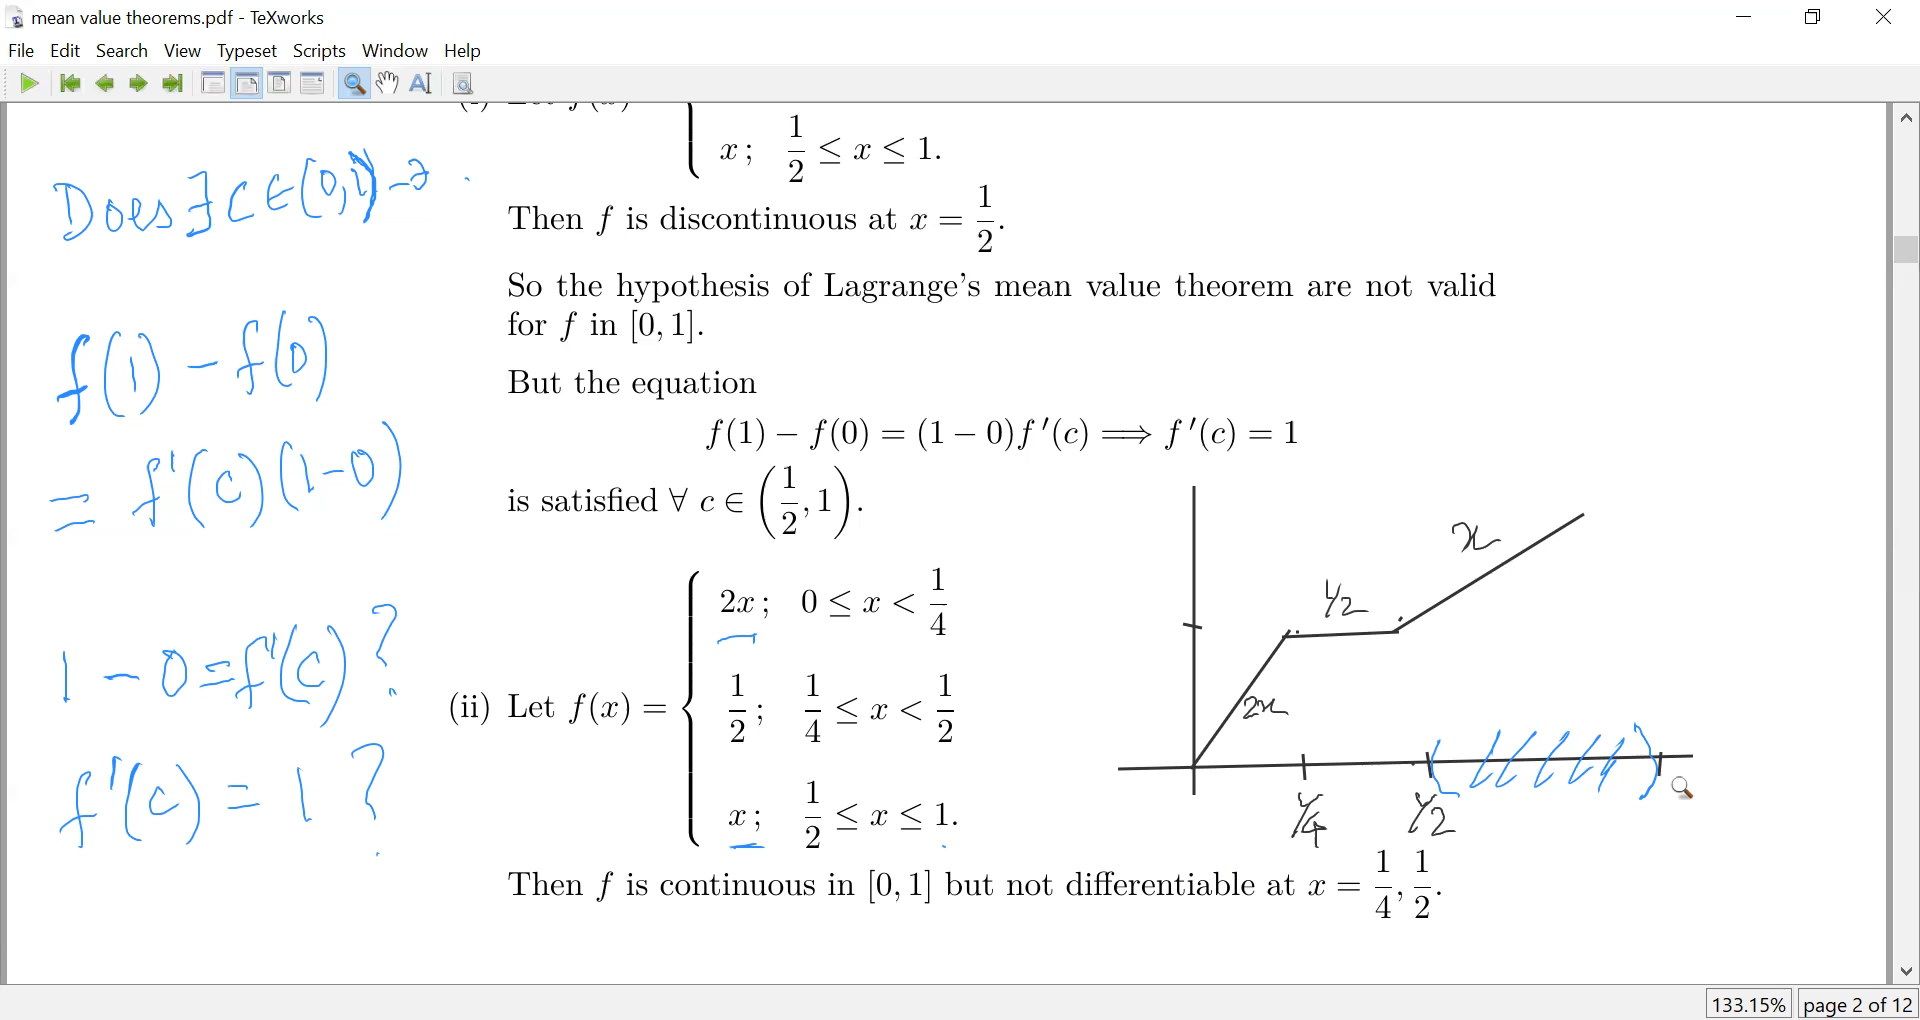 mean value theorems.pdf - TeXworks
File Edit Search View Typeset Scripts Window Help
x; 1/2 ≤ x ≤ 1.
Does ∃ c ∈ (0,1) -∋
Then f is discontinuous at x = 1/2.
So the hypothesis of Lagrange's mean value theorem are not valid
for f in [0, 1].
f(1) - f(0)
= f'(c)(1-0)
But the equation
f(1) − f(0) = (1 − 0)f ′(c) ⟹ f ′(c) = 1
is satisfied ∀ c ∈ (1/2, 1).
1 - 0 = f'(c) ?
f'(c) = 1 ?
(ii) Let f(x) = {
2x; 0 ≤ x < 1/4
1/2; 1/4 ≤ x < 1/2
x; 1/2 ≤ x ≤ 1.
x
1/2
2x
1/4 1/2
Then f is continuous in [0, 1] but not differentiable at x = 1/4, 1/2.
133.15% page 2 of 12